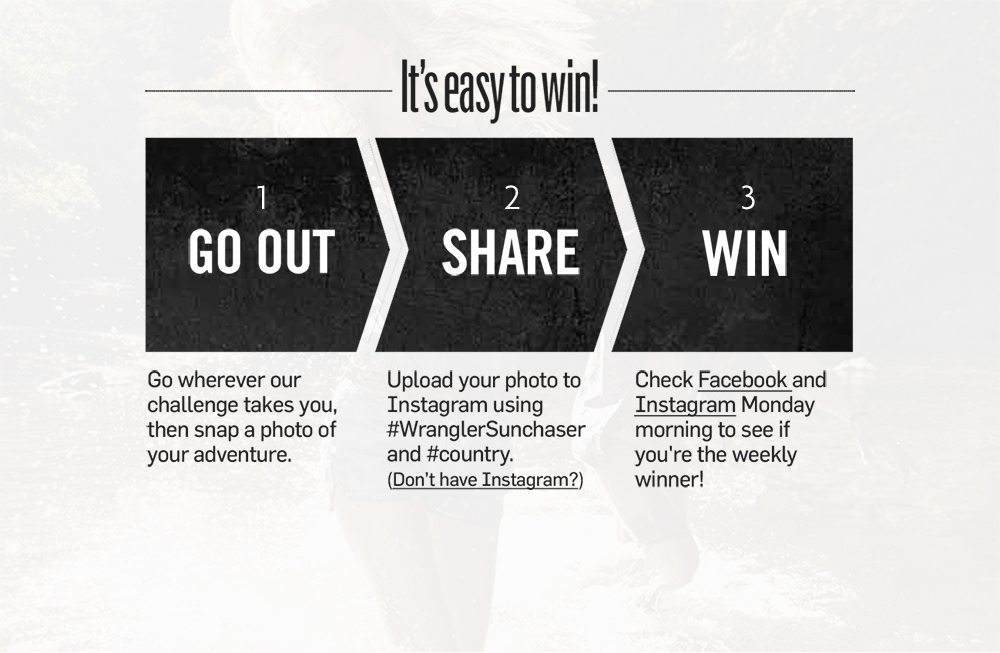 It's easy to win!
1
GO OUT
2
SHARE
3
WIN
Go wherever our
challenge takes you,
then snap a photo of
your adventure.
Upload your photo to
Instagram using
#WranglerSunchaser
and #country.
(Don't have Instagram?)
Check Facebook and
Instagram Monday
morning to see if
you're the weekly
winner!